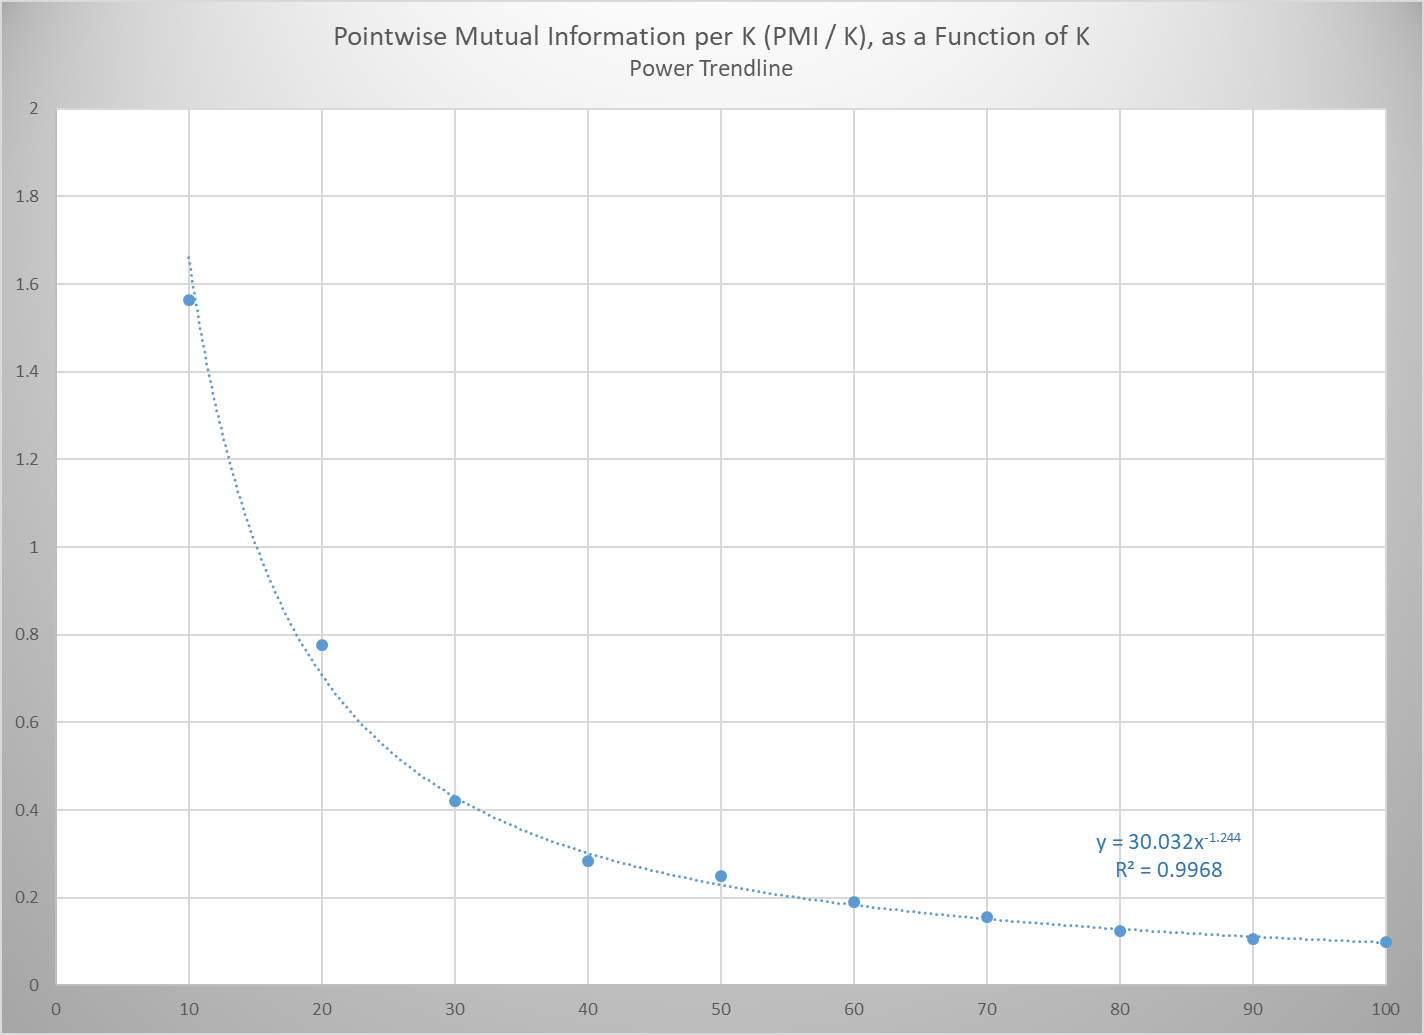 Pointwise Mutual Information per K (PMI / K), as a Function of K
Power Trendline
2
1.8
1.6
1.4
1.2
1
0.8
0.6
0.4
0.2
0
y = 30.032x^-1.244
R² = 0.9968
0 10 20 30 40 50 60 70 80 90 100